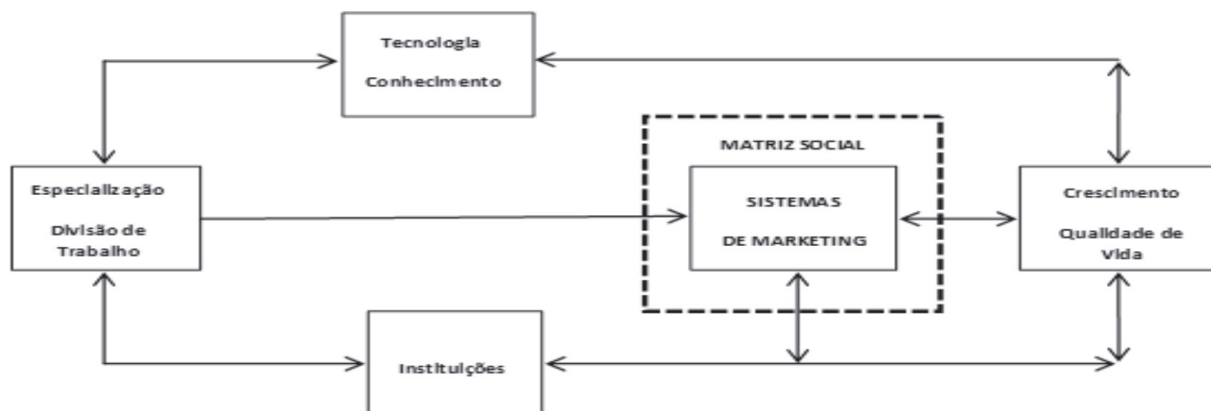 Tecnologia
Conhecimento
MATRIZ SOCIAL
Especialização
Divisão de
Trabalho
SISTEMAS
DE MARKETING
Crescimento
Qualidade de
Vida
Instituições